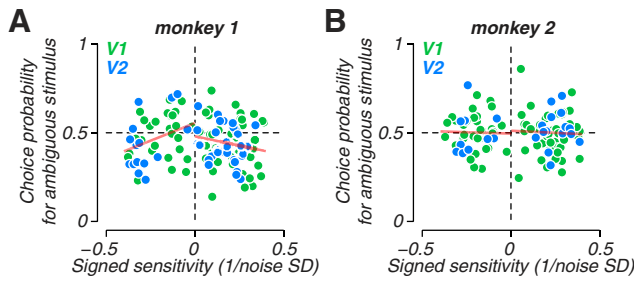 A
monkey 1
V1
V2
Choice probability
for ambiguous stimulus
1
0.5
0
−0.5
0
0.5
Signed sensitivity (1/noise SD)
B
monkey 2
V1
V2
Choice probability
for ambiguous stimulus
1
0.5
0
−0.5
0
0.5
Signed sensitivity (1/noise SD)